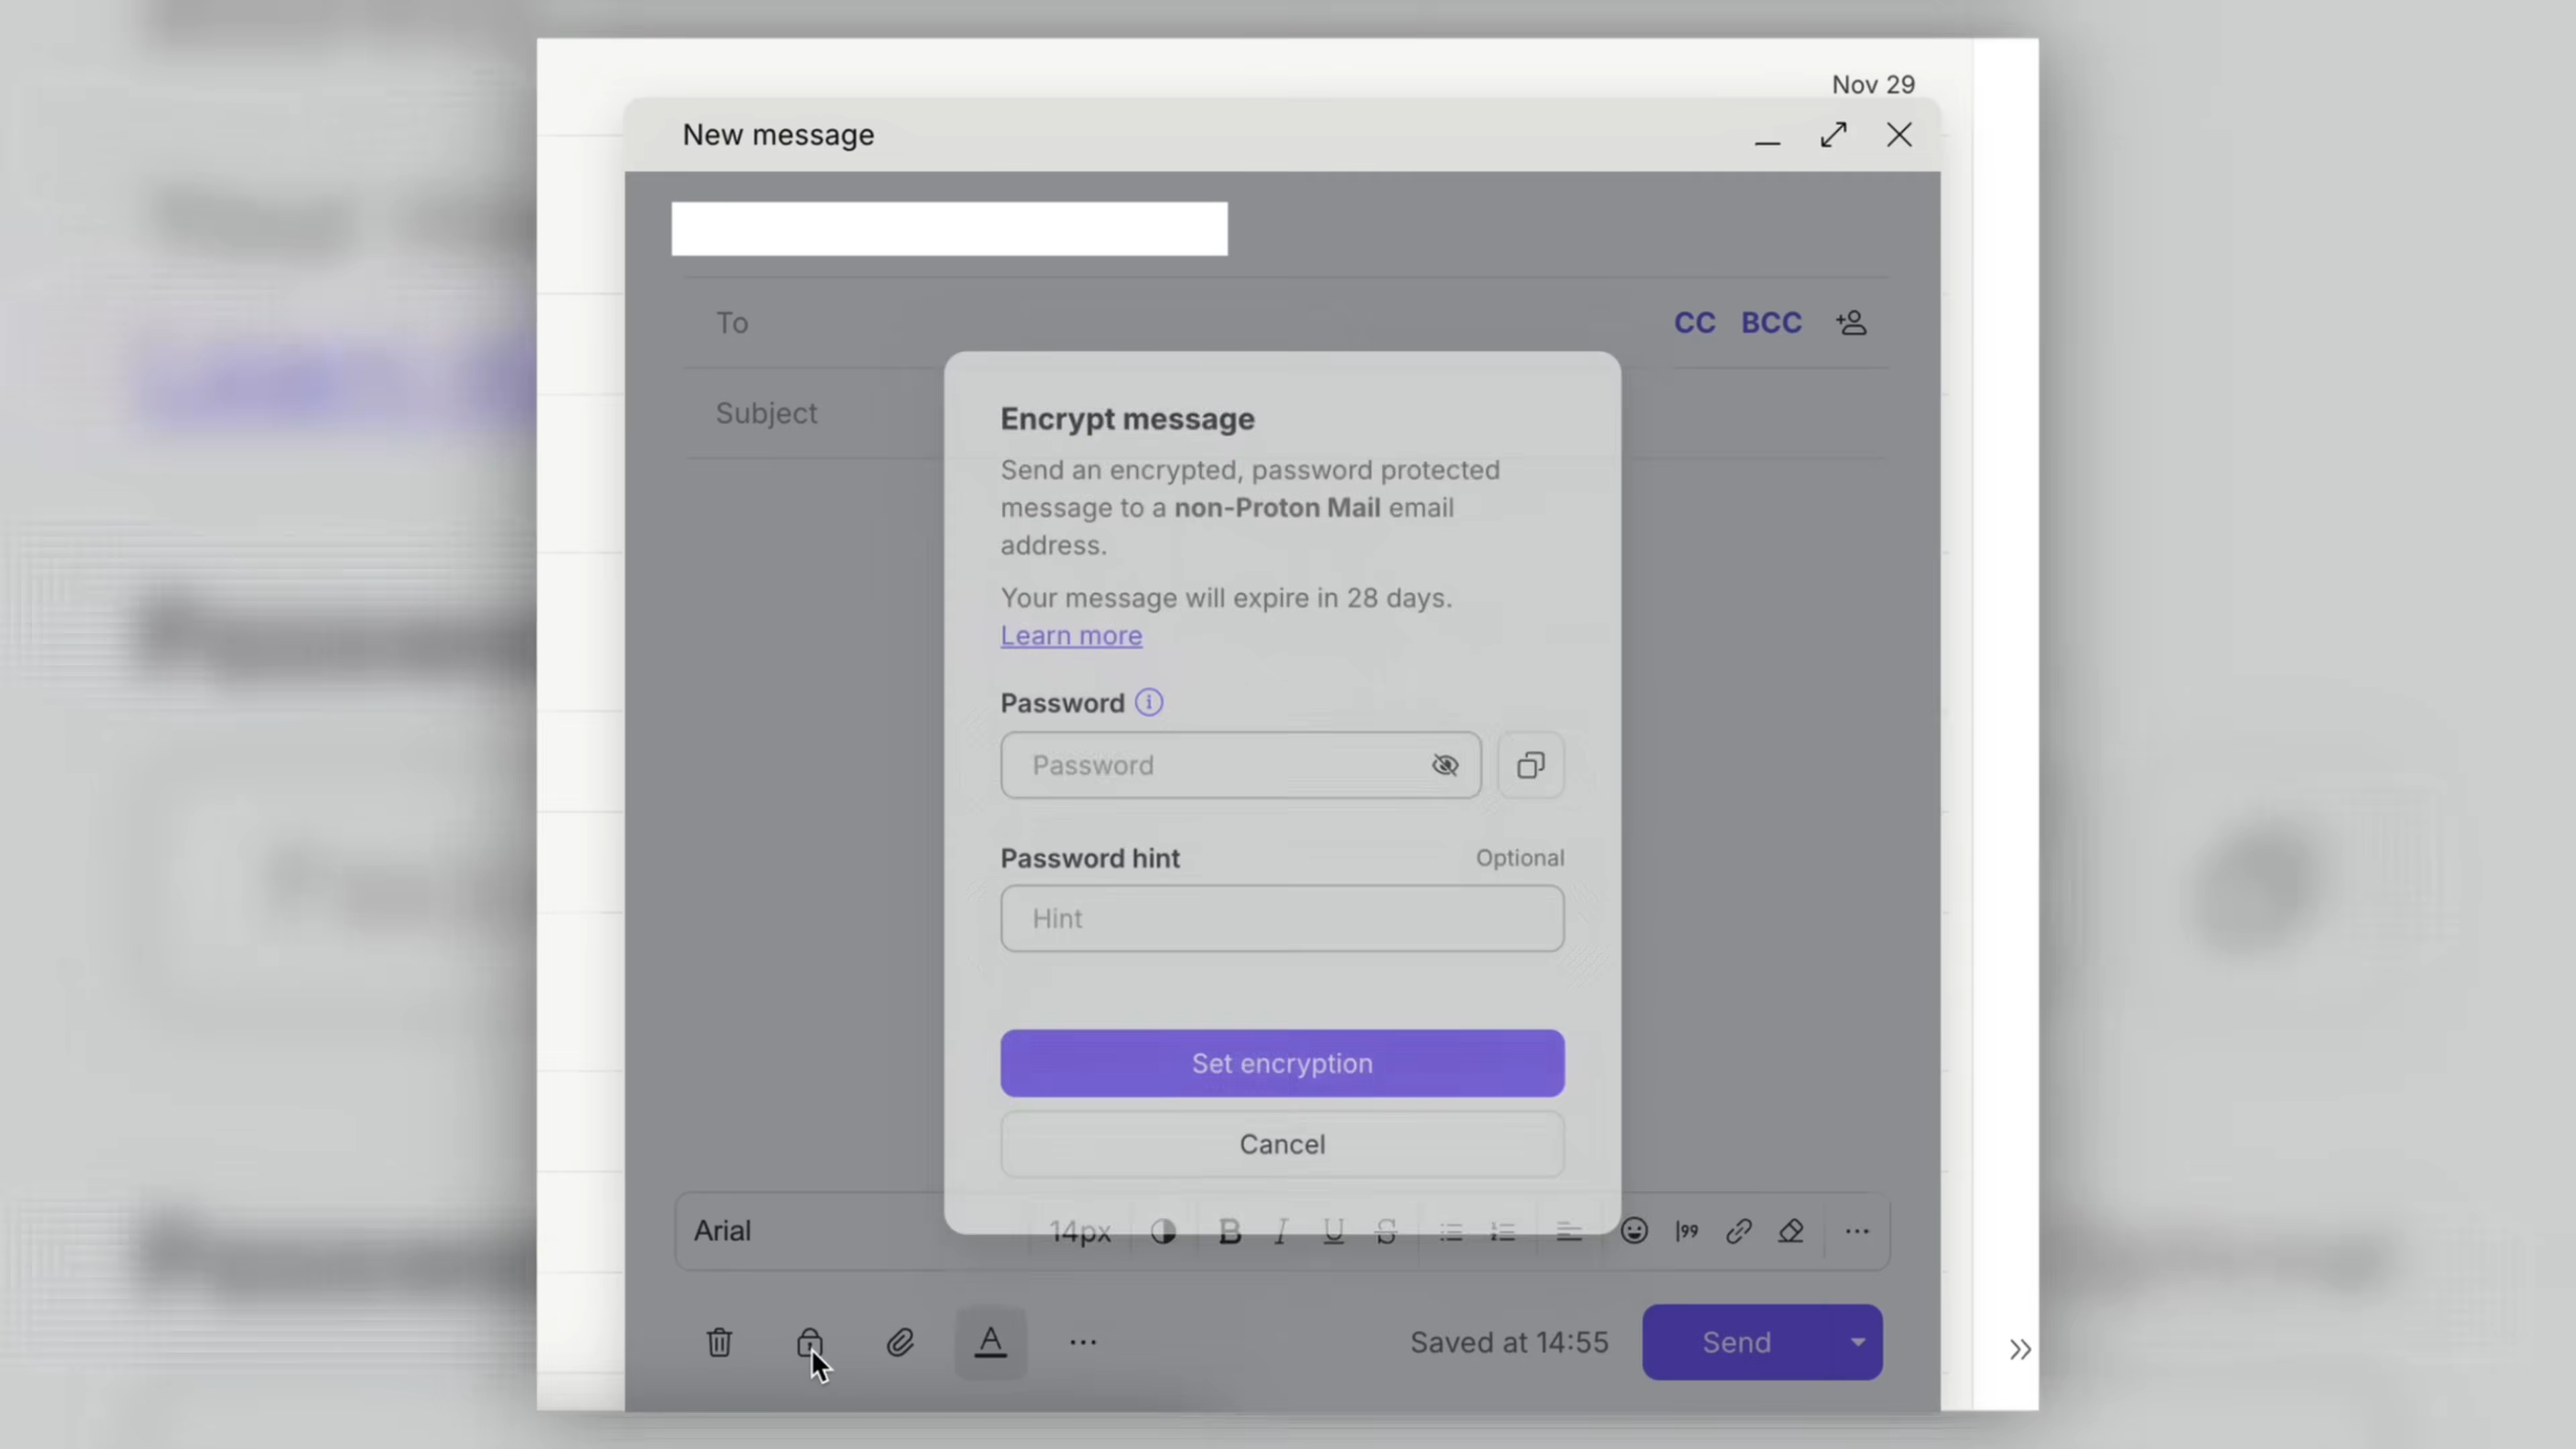 Nov 29
New message
To
CC BCC
Subject
Encrypt message
Send an encrypted, password protected
message to a non-Proton Mail email
address.
Your message will expire in 28 days.
Learn more
Password
Password
Password hint Optional
Hint
Set encryption
Cancel
Arial 14px
Saved at 14:55 Send